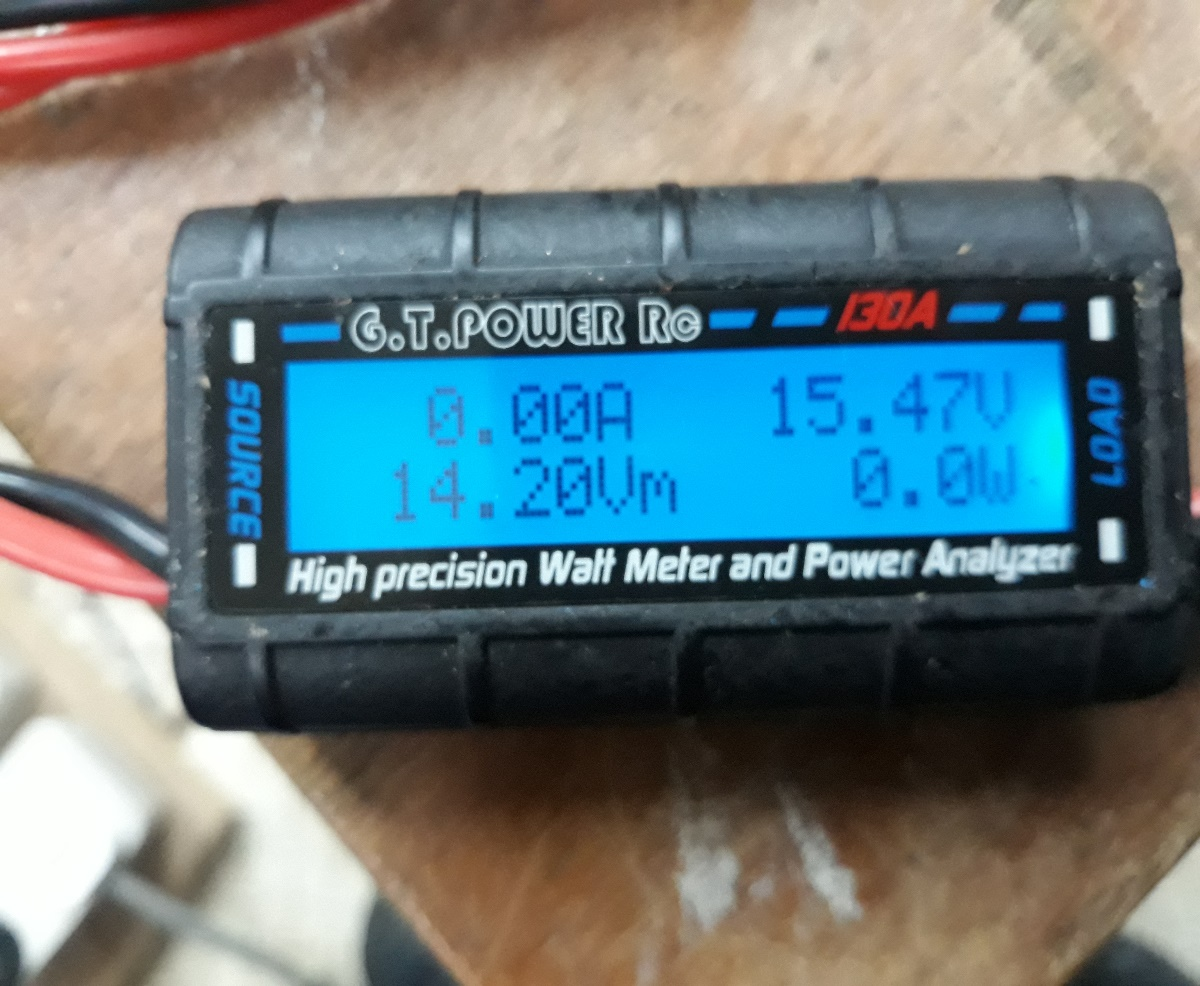 G.T.POWER RC 130A
SOURCE
0.00A 15.47V
14.20Vm 0.0W
LOAD
High precision Watt Meter and Power Analyzer